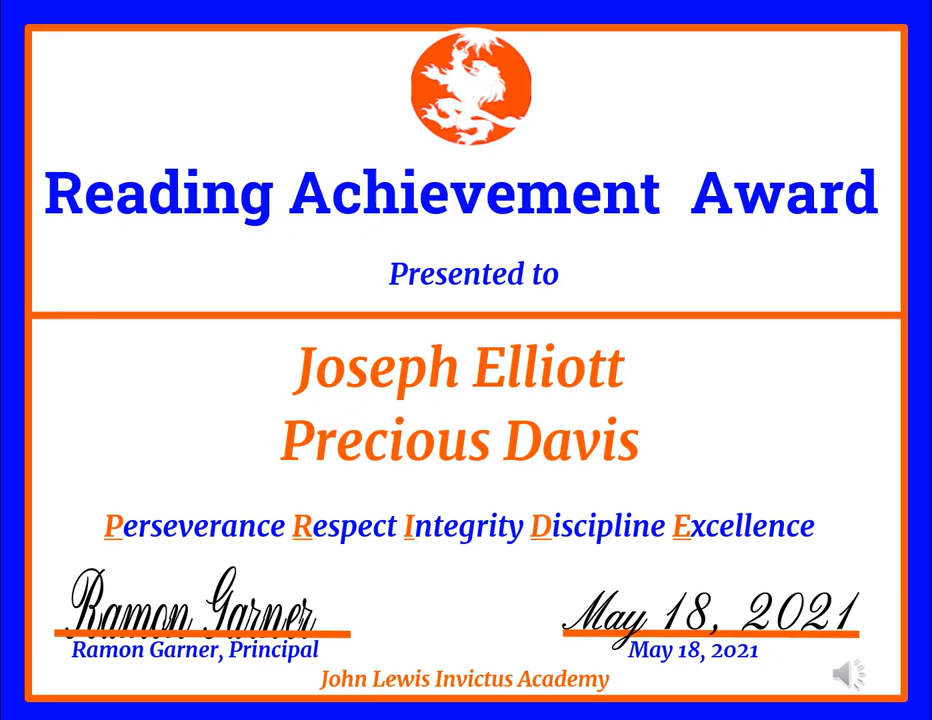 Reading Achievement Award
Presented to
Joseph Elliott
Precious Davis
Perseverance Respect Integrity Discipline Excellence
Ramon Garner May 18, 2021
Ramon Garner, Principal May 18, 2021
John Lewis Invictus Academy